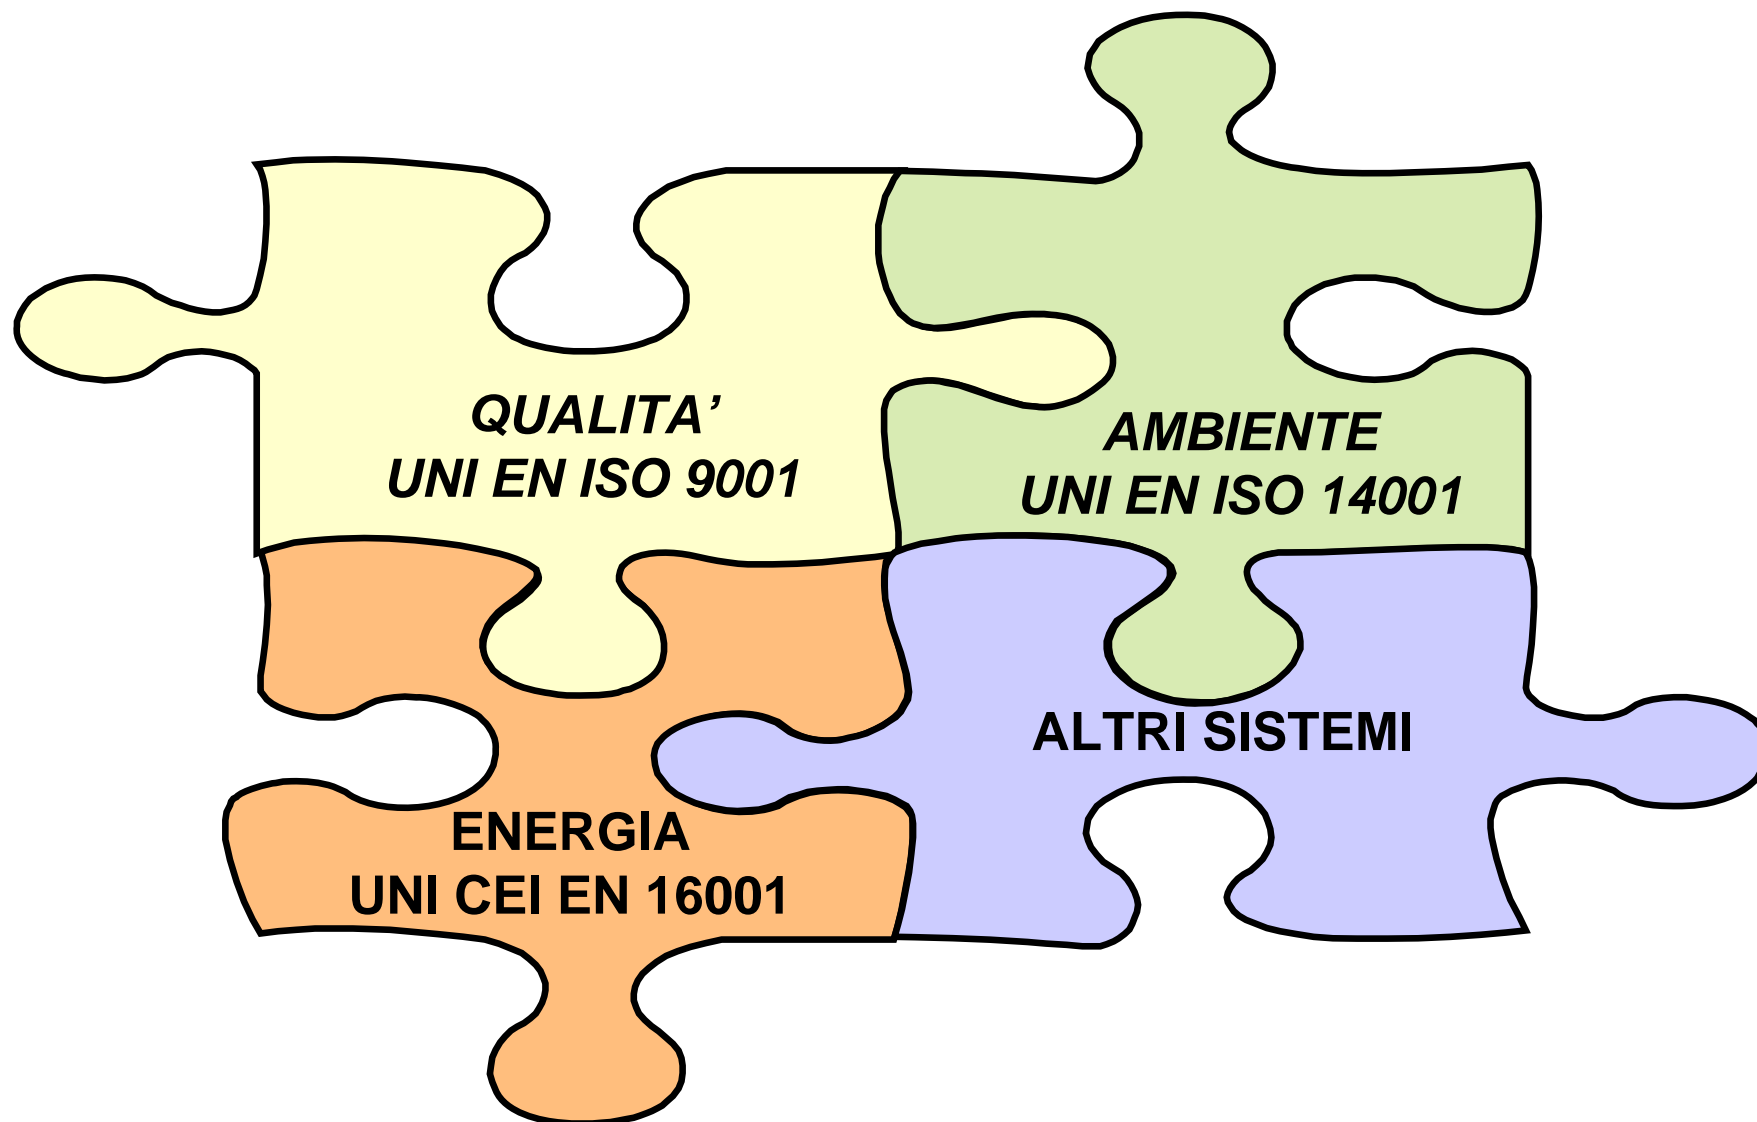 QUALITA’
UNI EN ISO 9001
AMBIENTE
UNI EN ISO 14001
ALTRI SISTEMI
ENERGIA
UNI CEI EN 16001